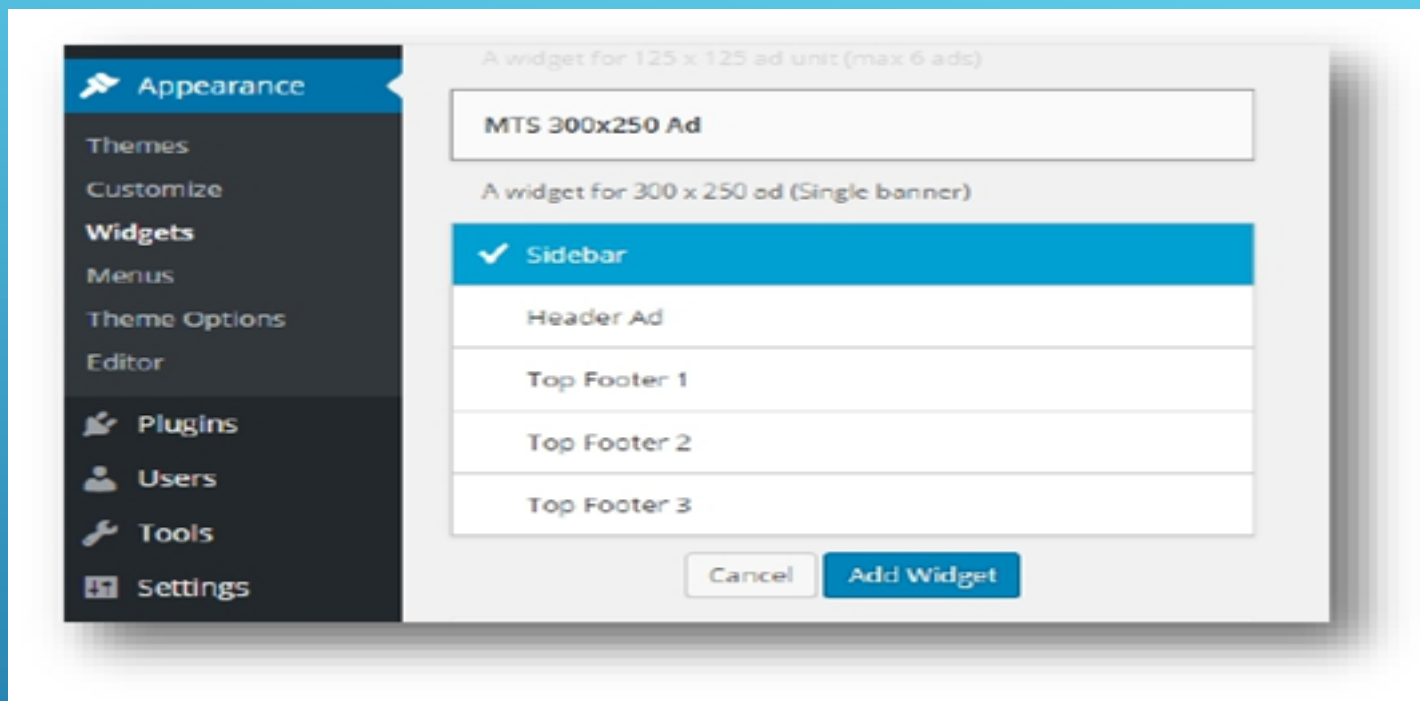 Appearance
Themes
Customize
Widgets
Menus
Theme Options
Editor
Plugins
Users
Tools
Settings
A widget for 125 x 125 ad unit (max 6 ads)
MTS 300x250 Ad
A widget for 300 x 250 ad (Single banner)
Sidebar
Header Ad
Top Footer 1
Top Footer 2
Top Footer 3
Cancel
Add Widget